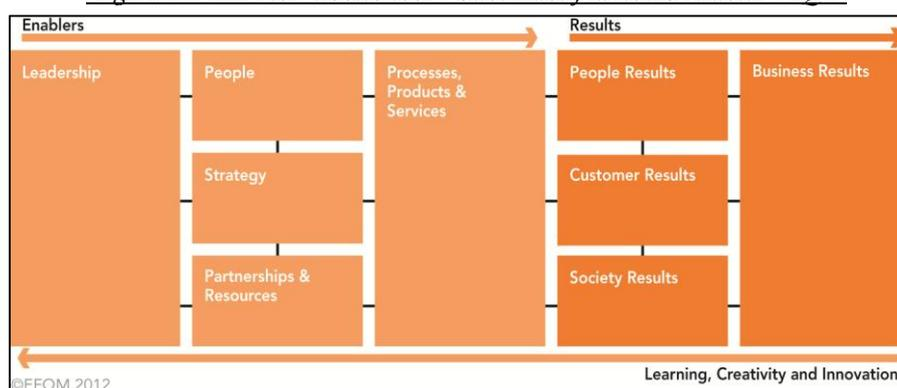 Enablers
Results
Leadership
People
Processes,
Products &
Services
People Results
Business Results
Strategy
Customer Results
Partnerships &
Resources
Society Results
Learning, Creativity and Innovation
©EFQM 2012